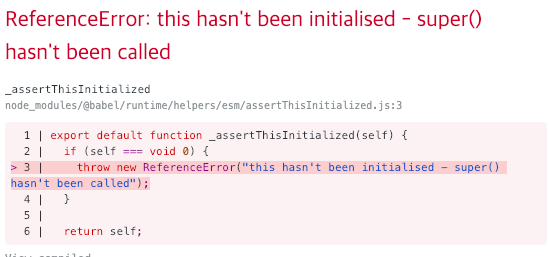 ReferenceError: this hasn't been initialised - super()
hasn't been called
_assertThisInitialized
node_modules/@babel/runtime/helpers/esm/assertThisInitialized.js:3
1 | export default function _assertThisInitialized(self) {
2 |   if (self === void 0) {
> 3 |     throw new ReferenceError("this hasn't been initialised - super()
hasn't been called");
4 |   }
5 |
6 |   return self;
View compiled